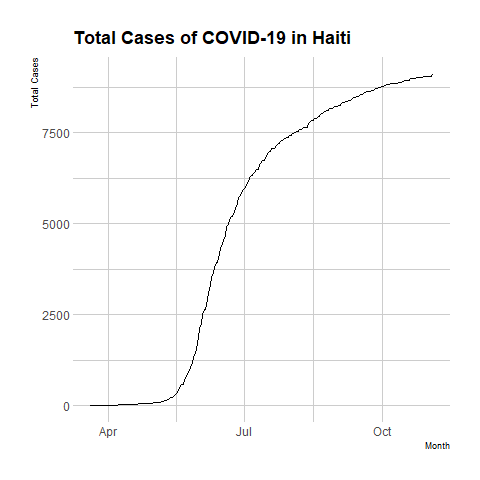 Total Cases of COVID-19 in Haiti
Total Cases
7500
5000
2500
0
Apr Jul Oct
Month